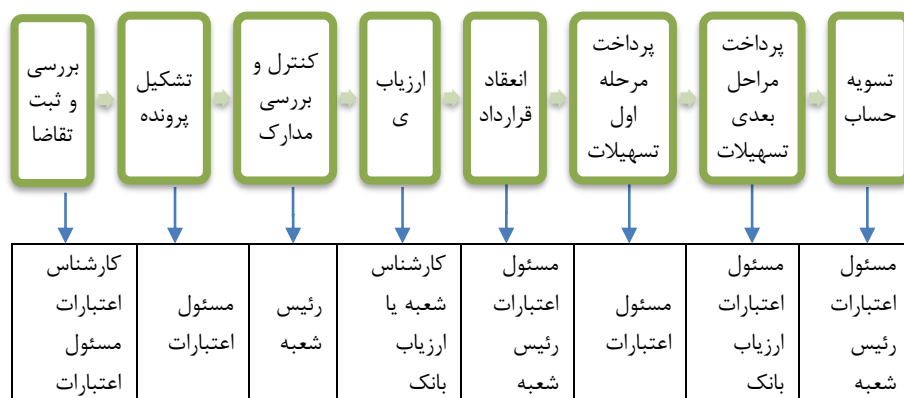 بررسی
و ثبت
تقاضا
تشکیل
پرونده
کنترل و
بررسی
مدارک
ارزیاب
ی
انعقاد
قرارداد
پرداخت
مرحله
اول
تسهیلات
پرداخت
مراحل
بعدی
تسهیلات
تسویه
حساب
کارشناس
اعتبارات
مسئول
اعتبارات
مسئول
اعتبارات
رئیس
شعبه
کارشناس
شعبه یا
ارزیاب
بانک
مسئول
اعتبارات
رئیس
شعبه
مسئول
اعتبارات
مسئول
اعتبارات
ارزیاب
بانک
مسئول
اعتبارات
رئیس
شعبه